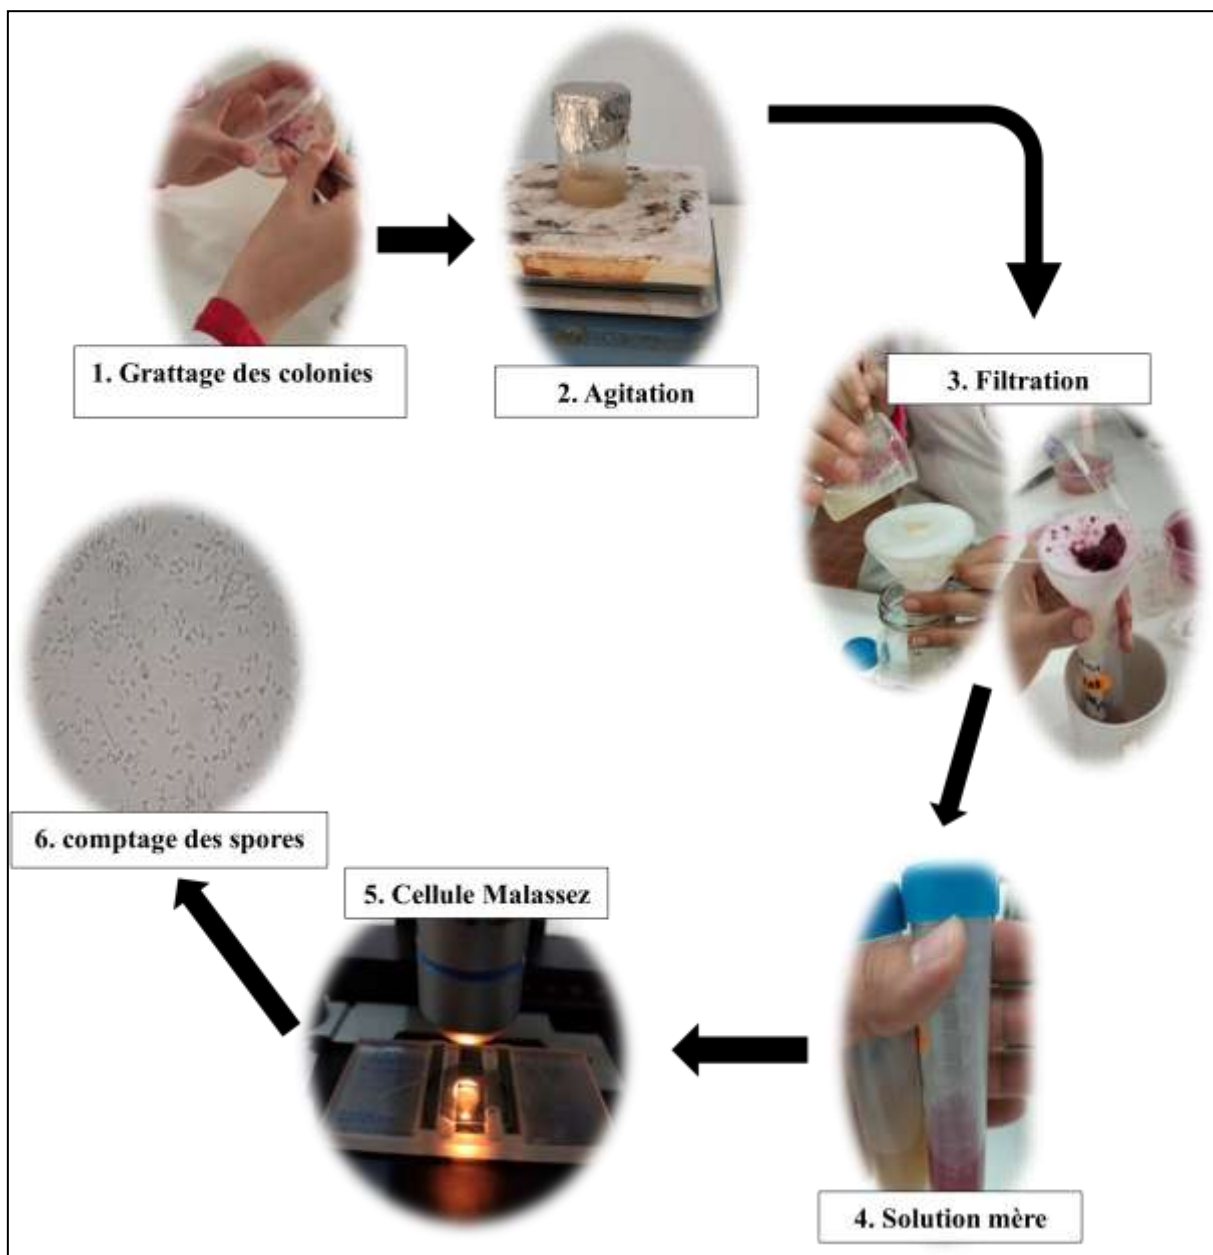 1. Grattage des colonies
2. Agitation
3. Filtration
4. Solution mère
5. Cellule Malassez
6. comptage des spores